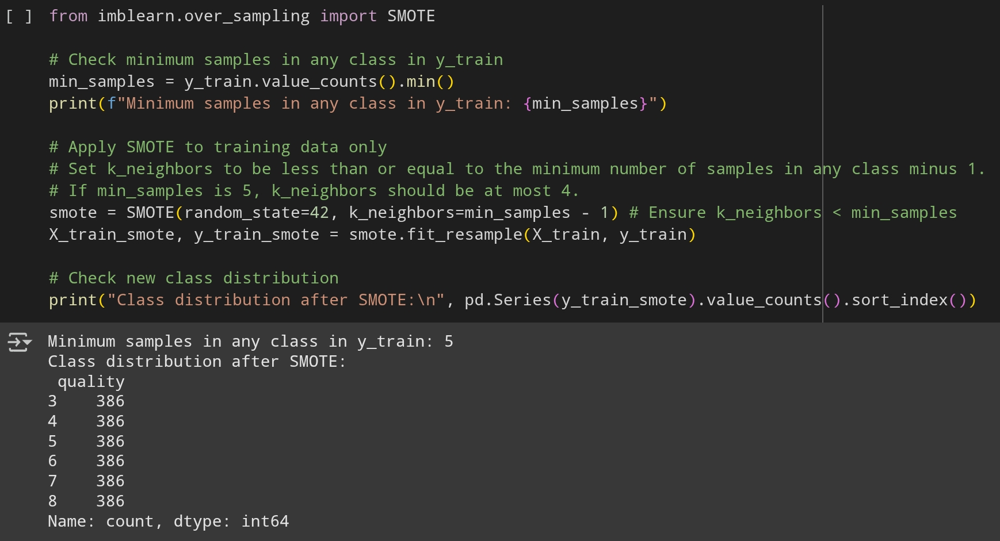 [ ] from imblearn.over_sampling import SMOTE
# Check minimum samples in any class in y_train
min_samples = y_train.value_counts().min()
print(f"Minimum samples in any class in y_train: {min_samples}")
# Apply SMOTE to training data only
# Set k_neighbors to be less than or equal to the minimum number of samples in any class minus 1.
# If min_samples is 5, k_neighbors should be at most 4.
smote = SMOTE(random_state=42, k_neighbors=min_samples - 1) # Ensure k_neighbors < min_samples
X_train_smote, y_train_smote = smote.fit_resample(X_train, y_train)
# Check new class distribution
print("Class distribution after SMOTE:\n", pd.Series(y_train_smote).value_counts().sort_index())
Minimum samples in any class in y_train: 5
Class distribution after SMOTE:
 quality
3    386
4    386
5    386
6    386
7    386
8    386
Name: count, dtype: int64